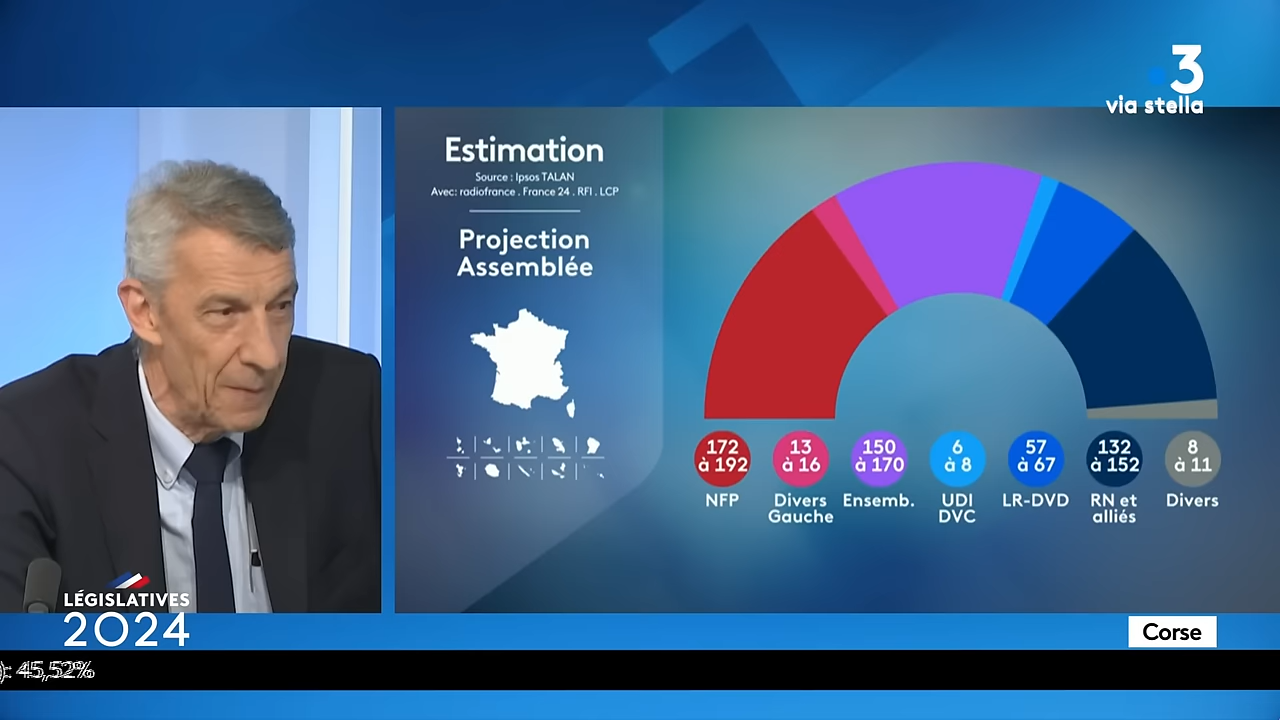 3
via stella
Estimation
Source : Ipsos TALAN
Avec: radiofrance . France 24 . RFI . LCP
Projection
Assemblée
172
à 192
NFP
13
à 16
Divers
Gauche
150
à 170
Ensemb.
6
à 8
UDI
DVC
57
à 67
LR-DVD
132
à 152
RN et
alliés
8
à 11
Divers
LÉGISLATIVES
2024
Corse
): 45,52%